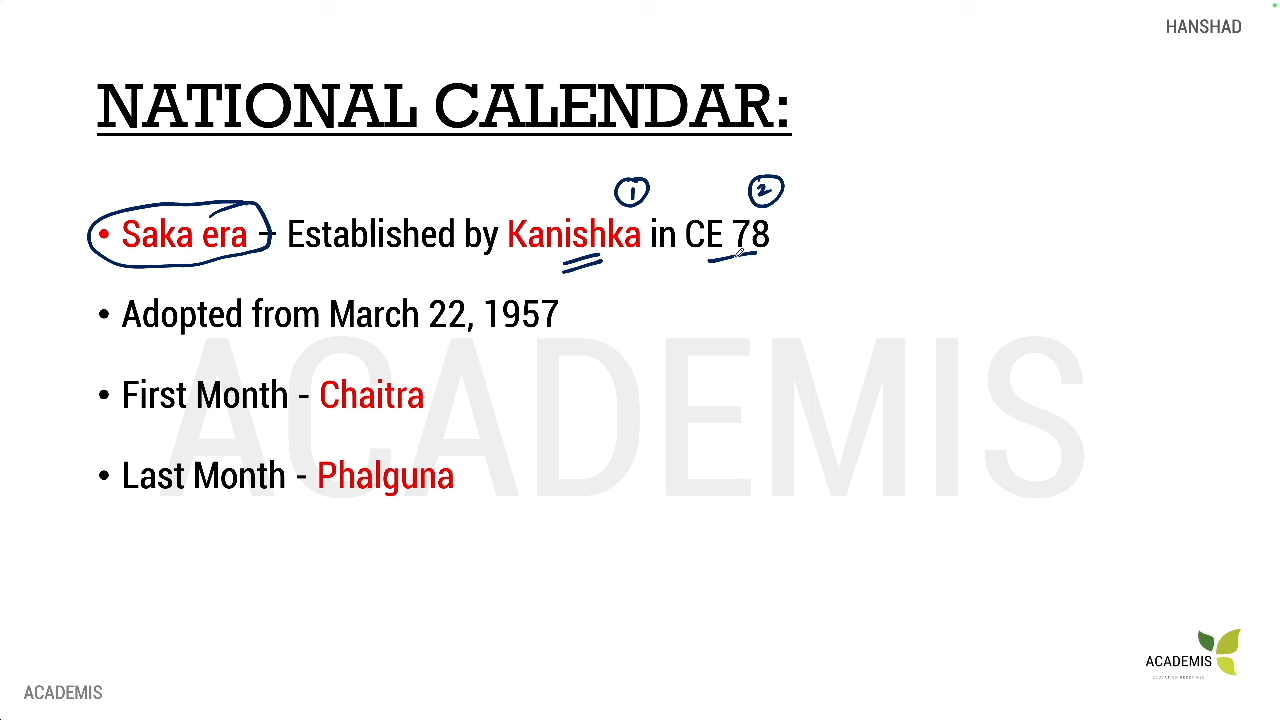 HANSHAD
NATIONAL CALENDAR:
1 2
• Saka era - Established by Kanishka in CE 78
• Adopted from March 22, 1957
ACADEMIS
• First Month - Chaitra
• Last Month - Phalguna
ACADEMIS
ACADEMIS